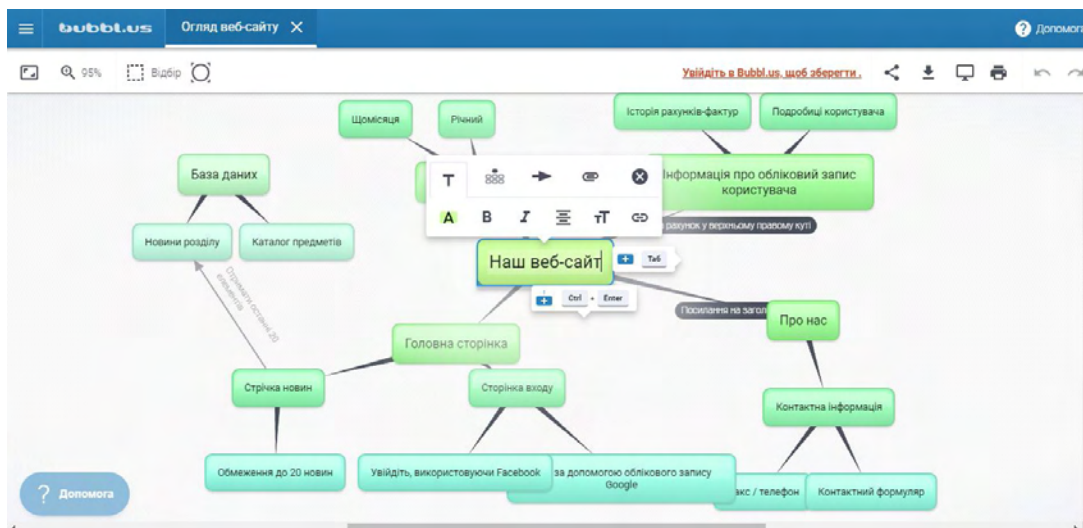 bubbl.us
Огляд веб-сайту
Допомога
95%
Відбір
Увійдіть в Bubbl.us, щоб зберегти .
Щомісяця
Річний
Історія рахунків-фактур
Подробиці користувача
База даних
Інформація про обліковий запис
користувача
T
A
B
I
тT
Новини розділу
Каталог предметів
рахунок у верхньому правому куті
Наш веб-сайт
Таб
Ctrl + Enter
Отримати останні 20
елементів
Посилання на
Про нас
Головна сторінка
Стрічка новин
Сторінка входу
Контактна інформація
Обмеження до 20 новин
Увійдіть, використовуючи Facebook
за допомогою облікового запису
Google
/ телефон
Контактний формуляр
? Допомога